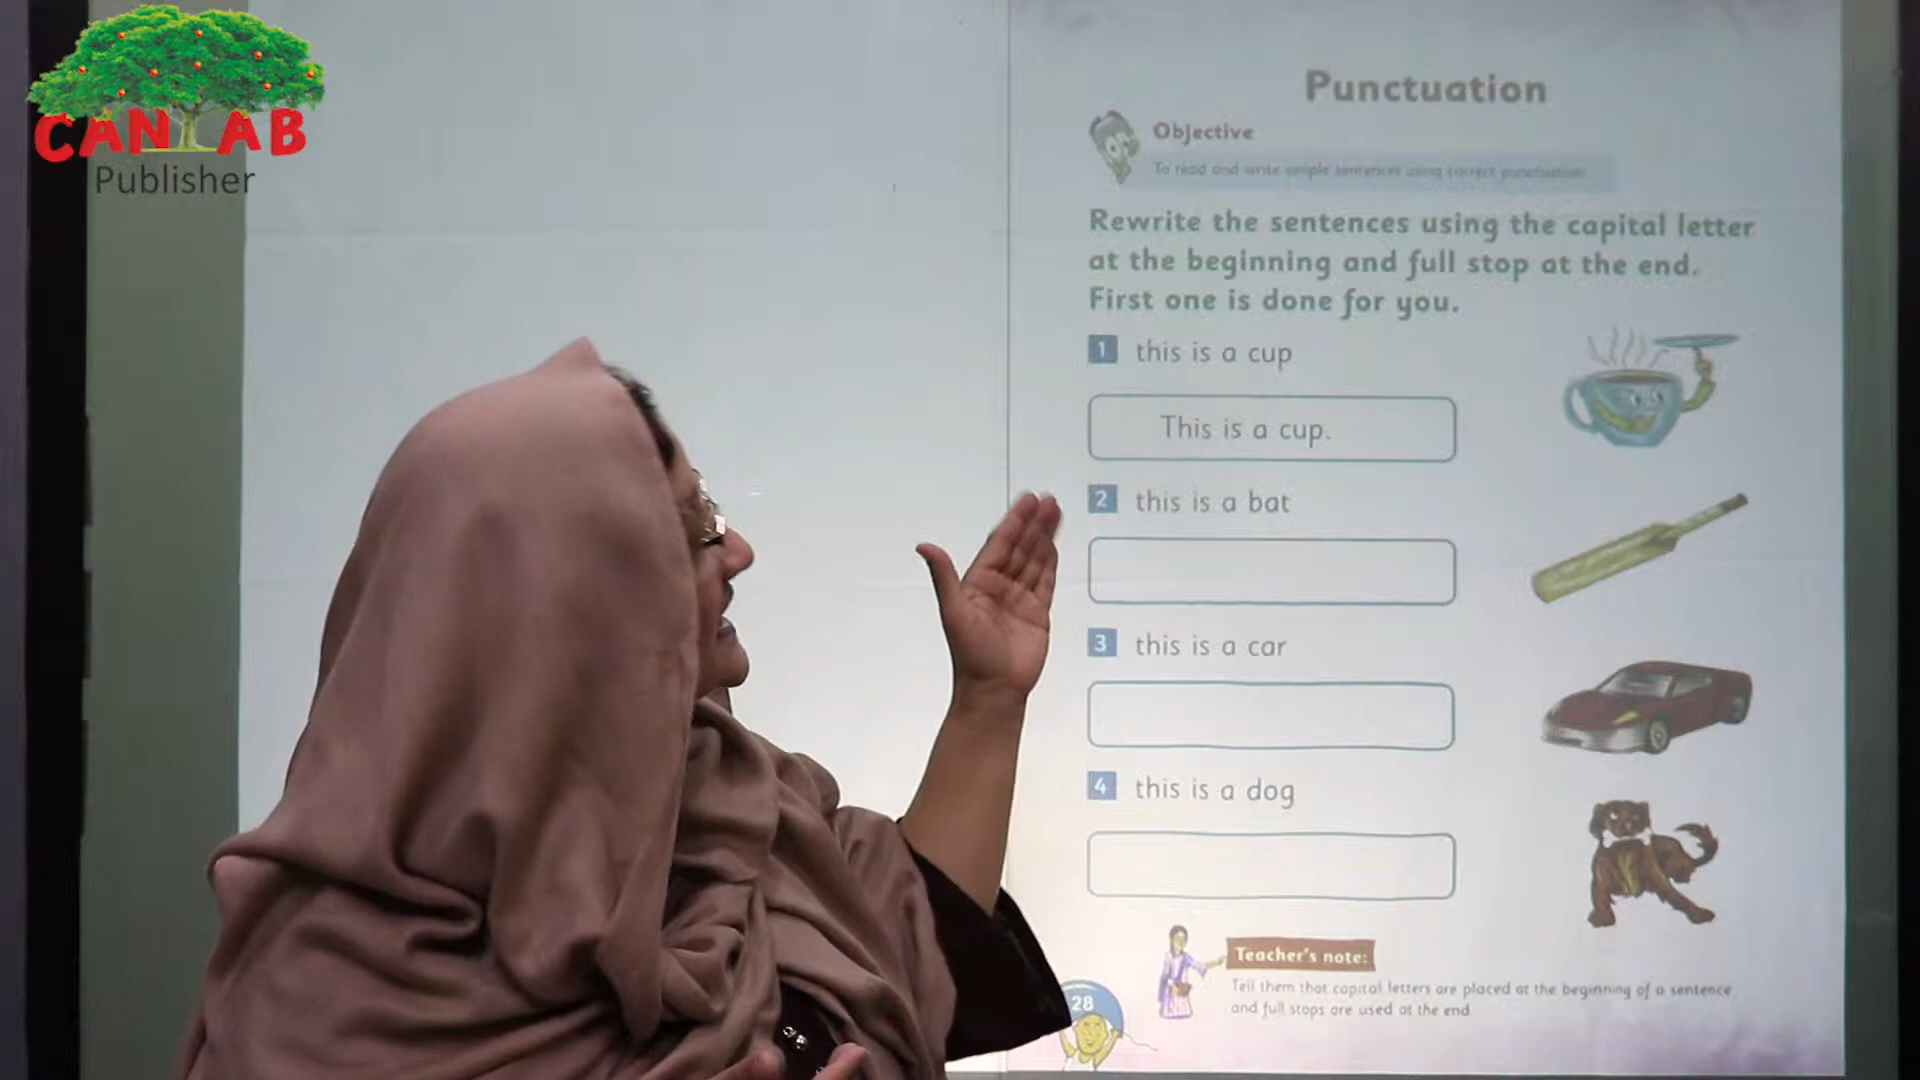 CANLAB
Publisher
Punctuation
Objective
To read and write simple sentences using correct punctuation.
Rewrite the sentences using the capital letter
at the beginning and full stop at the end.
First one is done for you.
1 this is a cup
This is a cup.
2 this is a bat
3 this is a car
4 this is a dog
Teacher's note:
Tell them that capital letters are placed at the beginning of a sentence
and full stops are used at the end
28